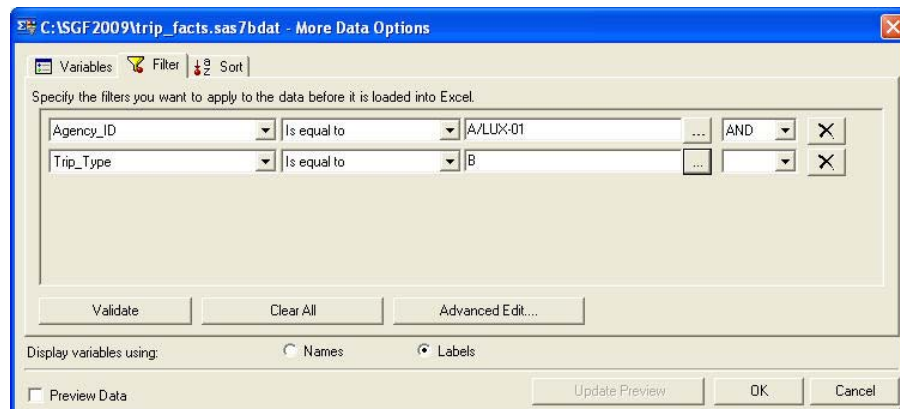 C:\SGF2009\trip_facts.sas7bdat - More Data Options
Variables Filter Sort
Specify the filters you want to apply to the data before it is loaded into Excel.
Agency_ID Is equal to A/LUX-01 ... AND
Trip_Type Is equal to B ...
Validate Clear All Advanced Edit....
Display variables using: Names Labels
Preview Data Update Preview OK Cancel